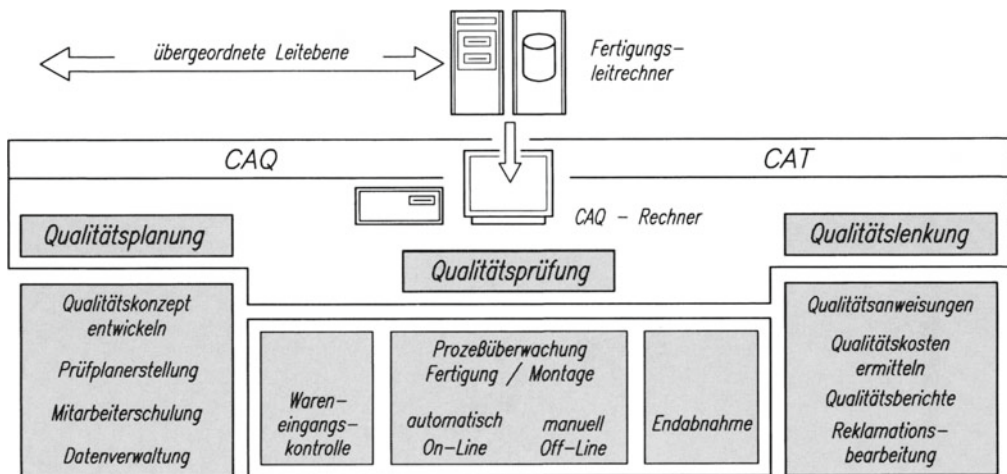 übergeordnete Leitebene
Fertigungs-
leitrechner
CAQ
CAT
CAQ - Rechner
Qualitätsplanung
Qualitätsprüfung
Qualitätslenkung
Qualitätskonzept
entwickeln
Prüfplanerstellung
Mitarbeiterschulung
Datenverwaltung
Waren-
eingangs-
kontrolle
Prozeßüberwachung
Fertigung / Montage
automatisch
On-Line
manuell
Off-Line
Endabnahme
Qualitätsanweisungen
Qualitätskosten
ermitteln
Qualitätsberichte
Reklamations-
bearbeitung